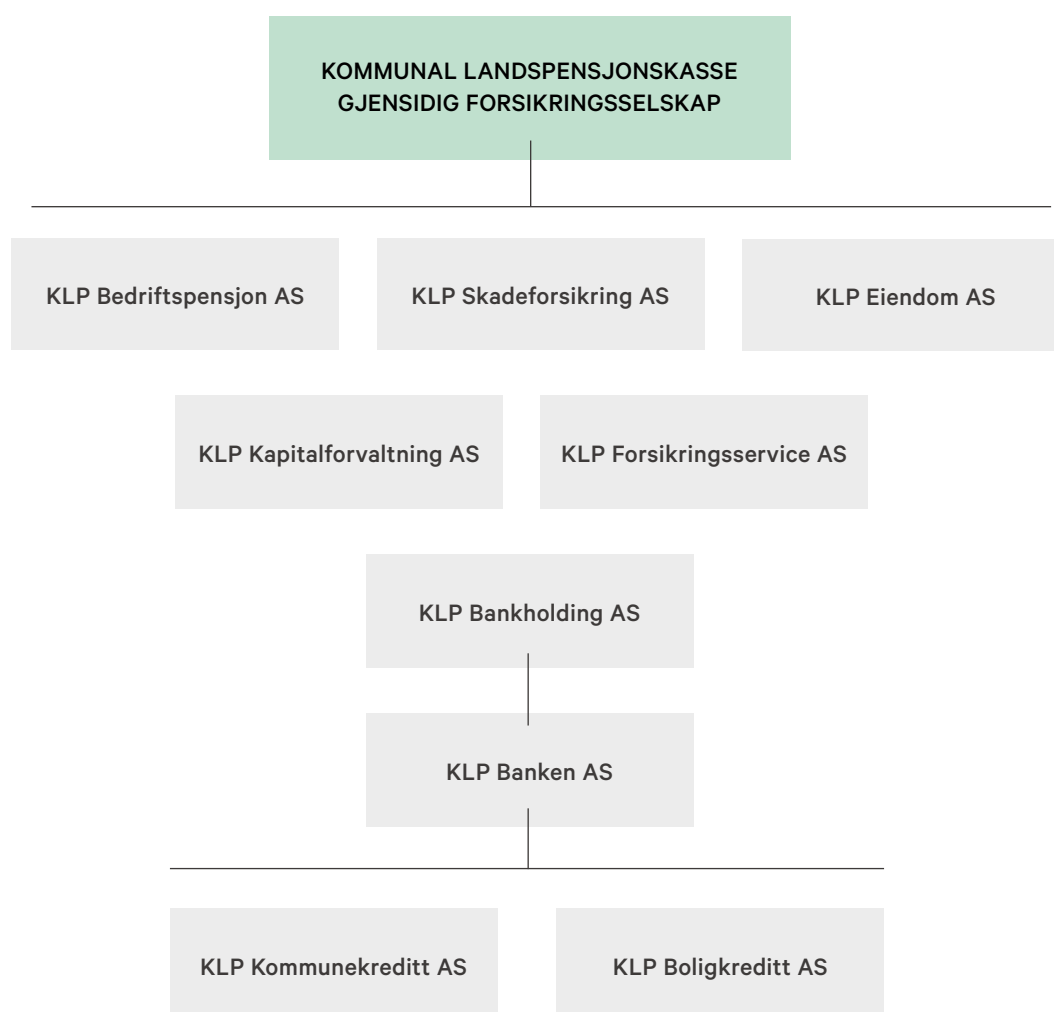 KOMMUNAL LANDSPENSJONSKASSE
GJENSIDIG FORSIKRINGSSELSKAP
KLP Bedriftspensjon AS
KLP Skadeforsikring AS
KLP Eiendom AS
KLP Kapitalforvaltning AS
KLP Forsikringsservice AS
KLP Bankholding AS
KLP Banken AS
KLP Kommunekreditt AS
KLP Boligkreditt AS